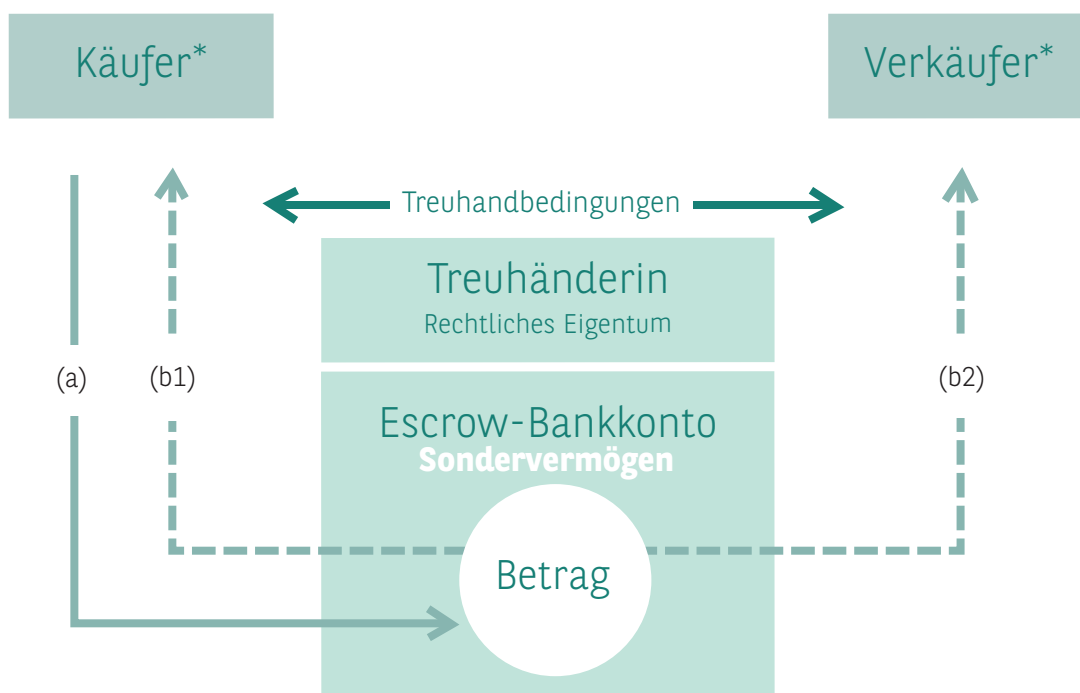 Käufer*
Verkäufer*
Treuhandbedingungen
Treuhänderin
Rechtliches Eigentum
(a)
(b1)
(b2)
Escrow-Bankkonto
Sondervermögen
Betrag